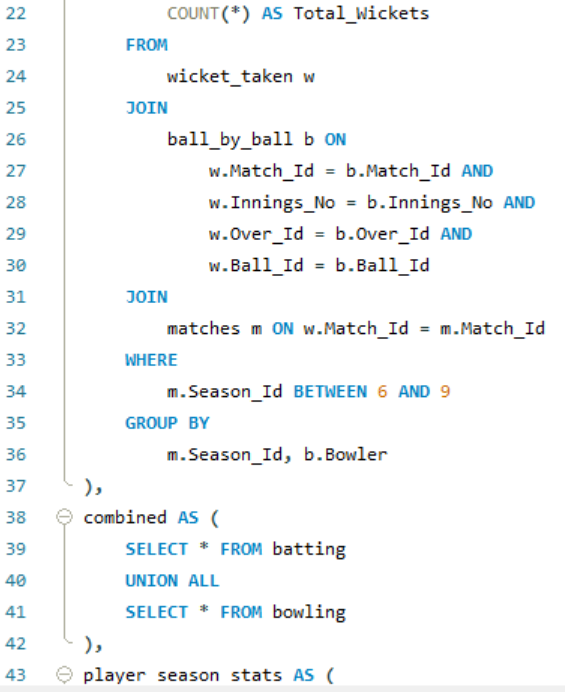 22 COUNT(*) AS Total_Wickets
23 FROM
24 wicket_taken w
25 JOIN
26 ball_by_ball b ON
27 w.Match_Id = b.Match_Id AND
28 w.Innings_No = b.Innings_No AND
29 w.Over_Id = b.Over_Id AND
30 w.Ball_Id = b.Ball_Id
31 JOIN
32 matches m ON w.Match_Id = m.Match_Id
33 WHERE
34 m.Season_Id BETWEEN 6 AND 9
35 GROUP BY
36 m.Season_Id, b.Bowler
37 ),
38 combined AS (
39 SELECT * FROM batting
40 UNION ALL
41 SELECT * FROM bowling
42 ),
43 player_season_stats AS (